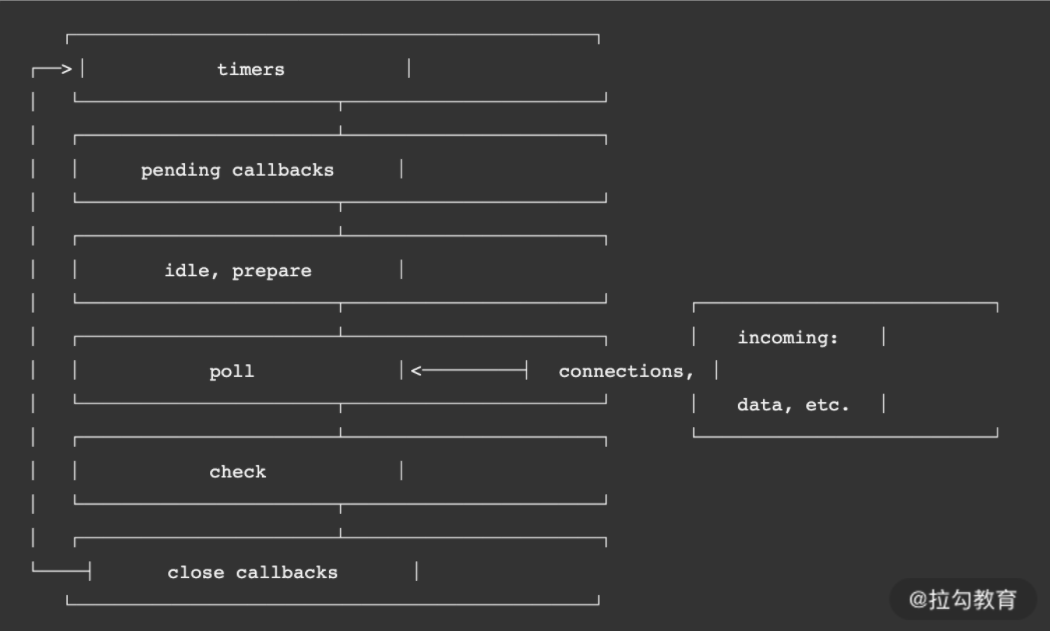 timers
pending callbacks
idle, prepare
incoming:
poll
connections,
data, etc.
check
close callbacks
@拉勾教育